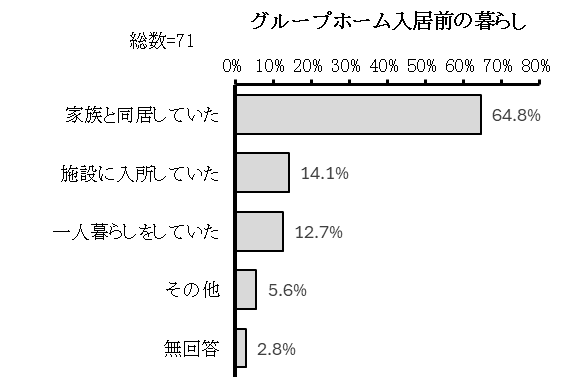 グループホーム入居前の暮らし
総数=71
0% 10% 20% 30% 40% 50% 60% 70% 80%
家族と同居していた 64.8%
施設に入所していた 14.1%
一人暮らしをしていた 12.7%
その他 5.6%
無回答 2.8%